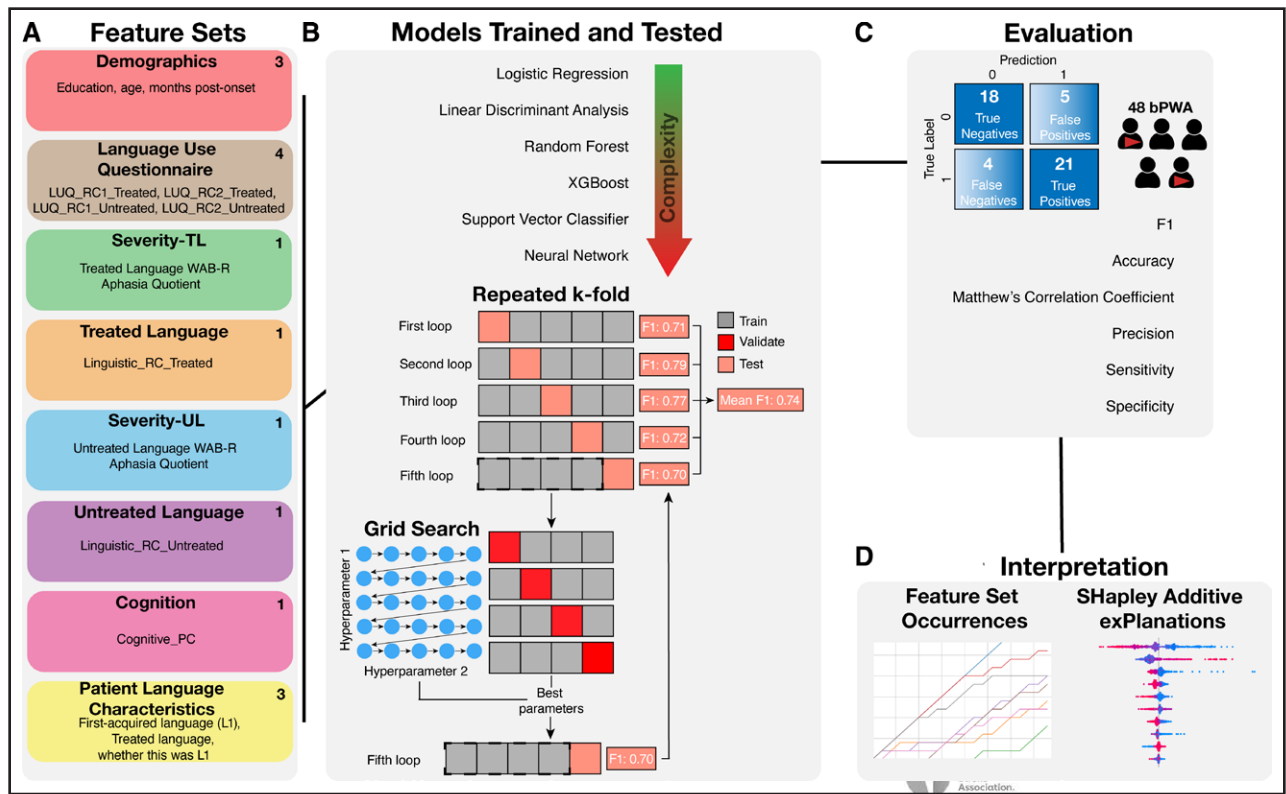 A
Feature Sets
Demographics
3
Education, age, months post-onset
Language Use
Questionnaire
4
LUQ_RC1_Treated, LUQ_RC2_Treated,
LUQ_RC1_Untreated, LUQ_RC2_Untreated
Severity-TL
1
Treated Language WAB-R
Aphasia Quotient
Treated Language
1
Linguistic_RC_Treated
Severity-UL
1
Untreated Language WAB-R
Aphasia Quotient
Untreated Language
1
Linguistic_RC_Untreated
Cognition
1
Cognitive_PC
Patient Language
Characteristics
3
First-acquired language (L1),
Treated language,
whether this was L1
B
Models Trained and Tested
Logistic Regression
Linear Discriminant Analysis
Random Forest
XGBoost
Support Vector Classifier
Neural Network
Complexity
Repeated k-fold
First loop
F1: 0.71
Second loop
F1: 0.79
Third loop
F1: 0.77
Fourth loop
F1: 0.72
Fifth loop
F1: 0.70
Mean F1: 0.74
Train
Validate
Test
Grid Search
Hyperparameter 1
Hyperparameter 2
Best
parameters
Fifth loop
F1: 0.70
C
Evaluation
Prediction
0
1
True Label
0
1
18
True
Negatives
5
False
Positives
4
False
Negatives
21
True
Positives
48 bPWA
F1
Accuracy
Matthew's Correlation Coefficient
Precision
Sensitivity
Specificity
D
Interpretation
Feature Set
Occurrences
SHapley Additive
exPlanations
Association.